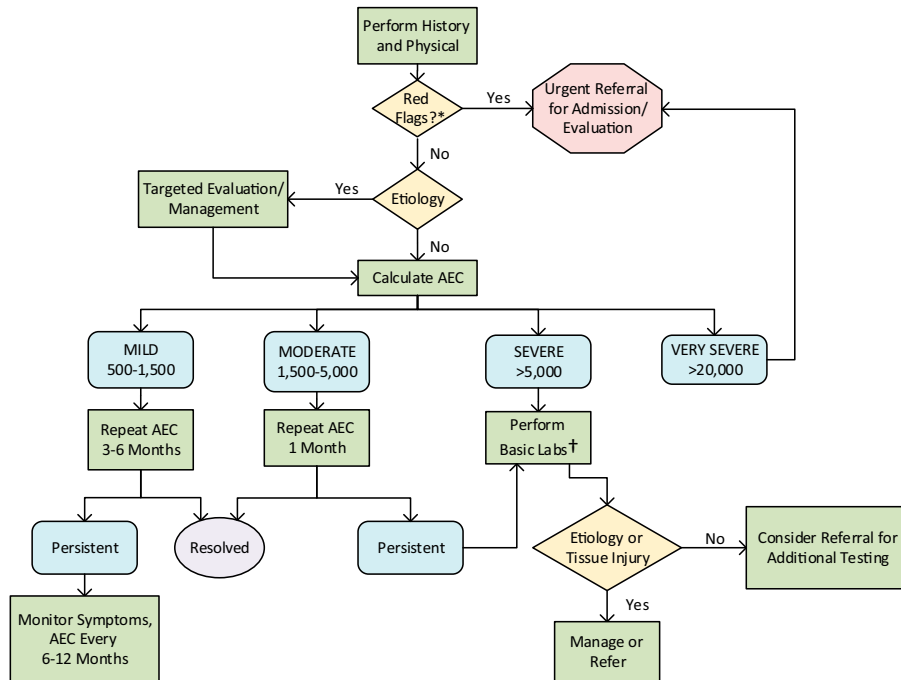 Perform History
and Physical
Red
Flags?*
Yes
Urgent Referral
for Admission/
Evaluation
No
Targeted Evaluation/
Management
Yes
Etiology
No
Calculate AEC
MILD
500-1,500
MODERATE
1,500-5,000
SEVERE
>5,000
VERY SEVERE
>20,000
Repeat AEC
3-6 Months
Repeat AEC
1 Month
Perform
Basic Labs†
Persistent
Resolved
Persistent
Etiology or
Tissue Injury
No
Consider Referral for
Additional Testing
Yes
Monitor Symptoms,
AEC Every
6-12 Months
Manage or
Refer